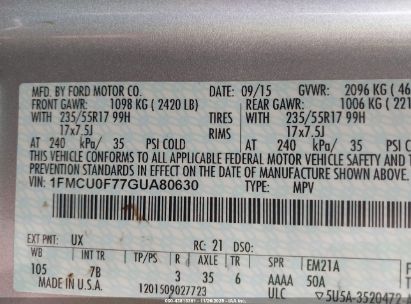 MFD. BY FORD MOTOR CO. DATE: 09/15 GVWR: 2096 KG ( 46
FRONT GAWR: 1098 KG ( 2420 LB) REAR GAWR: 1006 KG ( 221
WITH 235/55R17 99H TIRES WITH 235/55R17 99H
17x7.5J RIMS 17x7.5J
AT 240 kPa/ 35 PSI COLD AT 240 kPa/ 35
THIS VEHICLE CONFORMS TO ALL APPLICABLE FEDERAL MOTOR VEHICLE
PREVENTION STANDARDS IN EFFECT ON THE DATE OF MANUFACTURE SHOWN
VIN: 1FMCU0F77GUA80630
TYPE: MPV
EXT PNT: UX RC: 21 DSO:
WB INT TR TP/PS R AXLE TR SPR EM21A
105 7B 3 35 6 AAAA 50A
MADE IN U.S.A. 1201509027723 ULC 5U5A-3520472